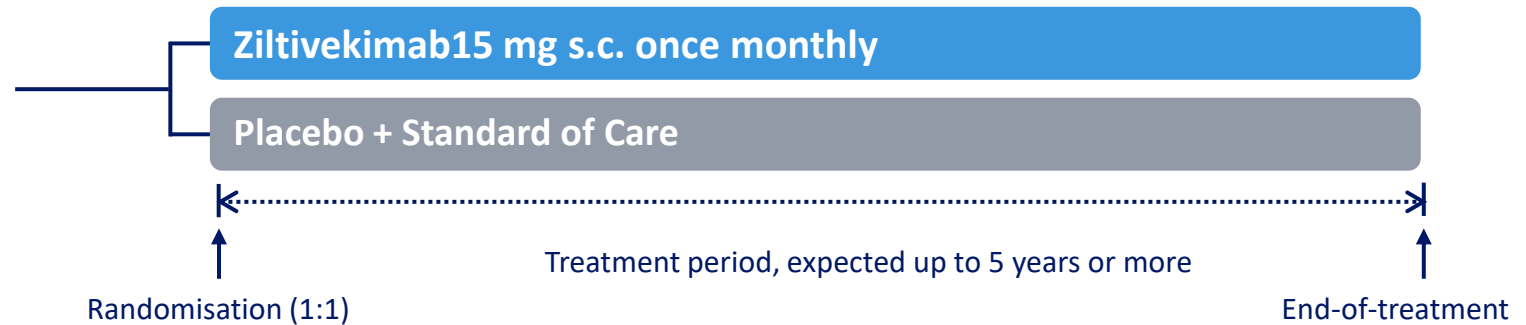 Ziltivekimab15 mg s.c. once monthly
Placebo + Standard of Care
Treatment period, expected up to 5 years or more
Randomisation (1:1)
End-of-treatment